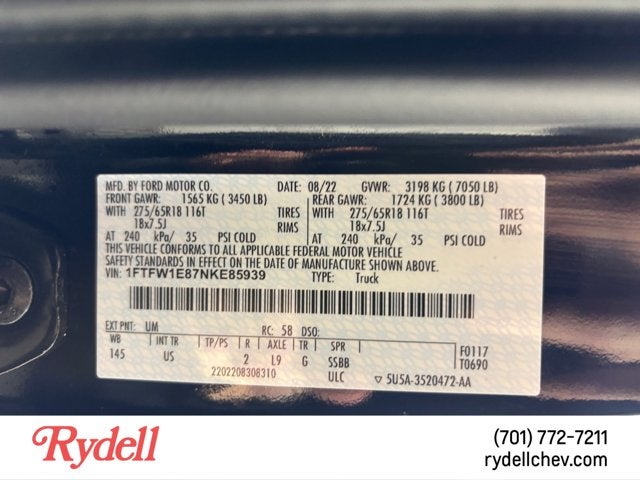 MFD. BY FORD MOTOR CO. DATE: 08/22 GVWR: 3198 KG ( 7050 LB)
FRONT GAWR: 1565 KG ( 3450 LB) REAR GAWR: 1724 KG ( 3800 LB)
WITH 275/65R18 116T TIRES WITH 275/65R18 116T TIRES
18x7.5J RIMS 18x7.5J RIMS
AT 240 kPa/ 35 PSI COLD AT 240 kPa/ 35 PSI COLD
THIS VEHICLE CONFORMS TO ALL APPLICABLE FEDERAL MOTOR VEHICLE
SAFETY STANDARDS IN EFFECT ON THE DATE OF MANUFACTURE SHOWN ABOVE.
VIN: 1FTFW1E87NKE85939 TYPE: Truck
EXT PNT: UM RC: 58 DSO:
WB INT TR TP/PS R AXLE TR SPR F0117
145 US 2 L9 G SSBB T0690
2202208308310 ULC ▽ 5U5A-3520472-AA
Rydell
(701) 772-7211
rydellchev.com